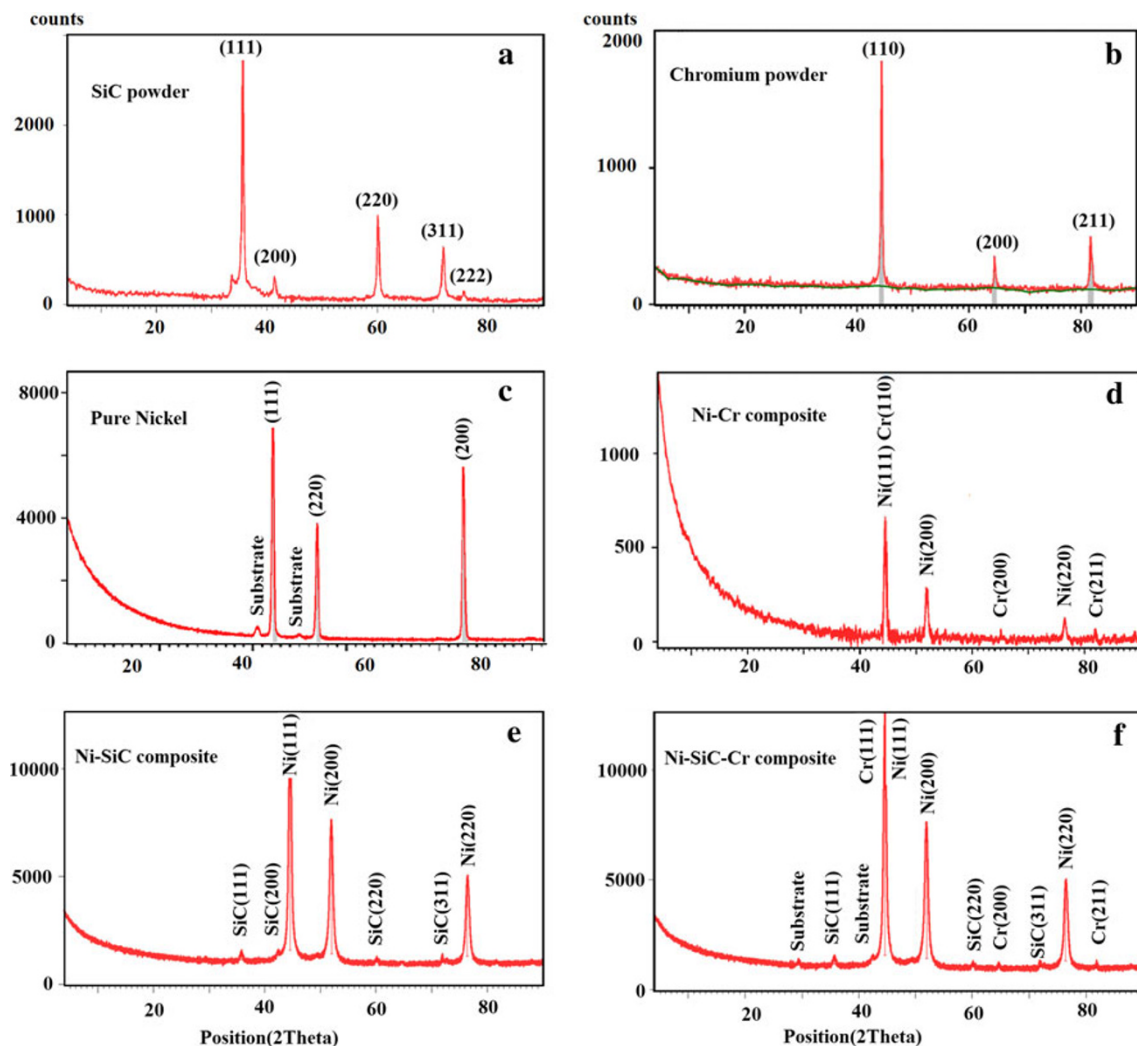 counts
a
SiC powder
(111)
(200)
(220)
(311)
(222)
2000
1000
0
20
40
60
80
counts
b
Chromium powder
(110)
(200)
(211)
2000
1000
0
20
40
60
80
c
Pure Nickel
Substrate
(111)
Substrate
(220)
(200)
8000
4000
0
20
40
60
80
d
Ni-Cr composite
Ni(111) Cr(110)
Ni(200)
Cr(200)
Ni(220)
Cr(211)
1000
500
0
20
40
60
80
e
Ni-SiC composite
SiC(111)
SiC(200)
Ni(111)
Ni(200)
SiC(220)
SiC(311)
Ni(220)
10000
5000
0
20
40
60
80
Position(2Theta)
f
Ni-SiC-Cr composite
Substrate
SiC(111)
Substrate
Cr(111)
Ni(111)
Ni(200)
SiC(220)
Cr(200)
SiC(311)
Ni(220)
Cr(211)
10000
5000
0
20
40
60
80
Position(2Theta)